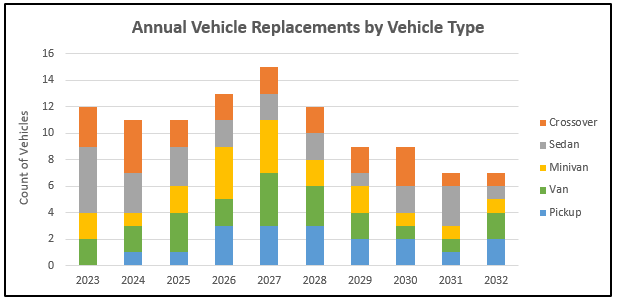 Annual Vehicle Replacements by Vehicle Type
16
14
12
10
8
6
4
2
0
Count of Vehicles
2023 2024 2025 2026 2027 2028 2029 2030 2031 2032
Crossover
Sedan
Minivan
Van
Pickup